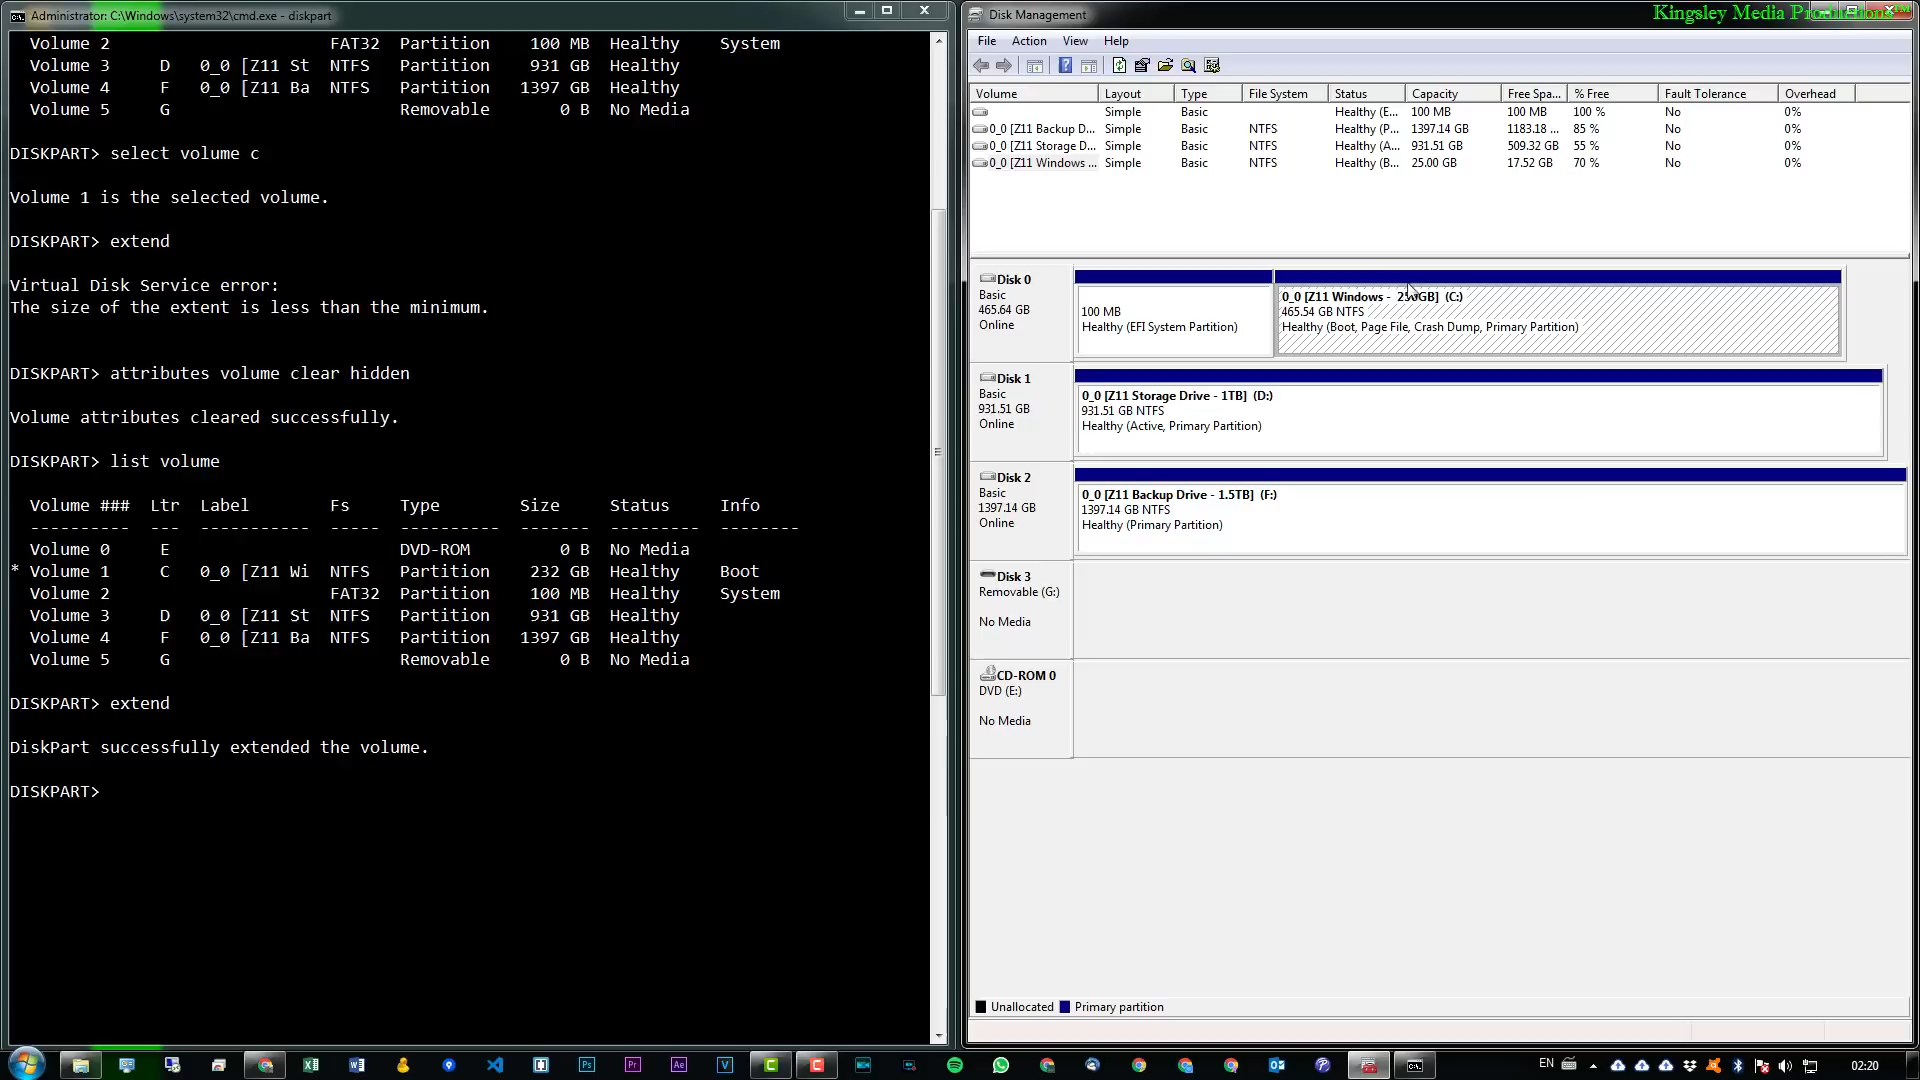 Administrator: C:\Windows\system32\cmd.exe - diskpart
Volume 2 FAT32 Partition 100 MB Healthy System
Volume 3 D 0_0 [Z11 St NTFS Partition 931 GB Healthy
Volume 4 F 0_0 [Z11 Ba NTFS Partition 1397 GB Healthy
Volume 5 G Removable 0 B No Media
DISKPART> select volume c
Volume 1 is the selected volume.
DISKPART> extend
Virtual Disk Service error:
The size of the extent is less than the minimum.
DISKPART> attributes volume clear hidden
Volume attributes cleared successfully.
DISKPART> list volume
Volume ### Ltr Label Fs Type Size Status Info
---------- --- ----------- ----- ---------- ------- --------- --------
Volume 0 E DVD-ROM 0 B No Media
* Volume 1 C 0_0 [Z11 Wi NTFS Partition 232 GB Healthy Boot
Volume 2 FAT32 Partition 100 MB Healthy System
Volume 3 D 0_0 [Z11 St NTFS Partition 931 GB Healthy
Volume 4 F 0_0 [Z11 Ba NTFS Partition 1397 GB Healthy
Volume 5 G Removable 0 B No Media
DISKPART> extend
DiskPart successfully extended the volume.
DISKPART>
Disk Management
Kingsley Media Productions™
File Action View Help
Volume Layout Type File System Status Capacity Free Spa... % Free Fault Tolerance Overhead
Simple Basic Healthy (E... 100 MB 100 MB 100 % No 0%
0_0 [Z11 Backup D... Simple Basic NTFS Healthy (P... 1397.14 GB 1183.18 ... 85 % No 0%
0_0 [Z11 Storage D... Simple Basic NTFS Healthy (A... 931.51 GB 509.32 GB 55 % No 0%
0_0 [Z11 Windows ... Simple Basic NTFS Healthy (B... 25.00 GB 17.52 GB 70 % No 0%
Disk 0
Basic
465.64 GB
Online
100 MB
Healthy (EFI System Partition)
0_0 [Z11 Windows - 250GB] (C:)
465.54 GB NTFS
Healthy (Boot, Page File, Crash Dump, Primary Partition)
Disk 1
Basic
931.51 GB
Online
0_0 [Z11 Storage Drive - 1TB] (D:)
931.51 GB NTFS
Healthy (Active, Primary Partition)
Disk 2
Basic
1397.14 GB
Online
0_0 [Z11 Backup Drive - 1.5TB] (F:)
1397.14 GB NTFS
Healthy (Primary Partition)
Disk 3
Removable (G:)
No Media
CD-ROM 0
DVD (E:)
No Media
Unallocated Primary partition
EN 02:20